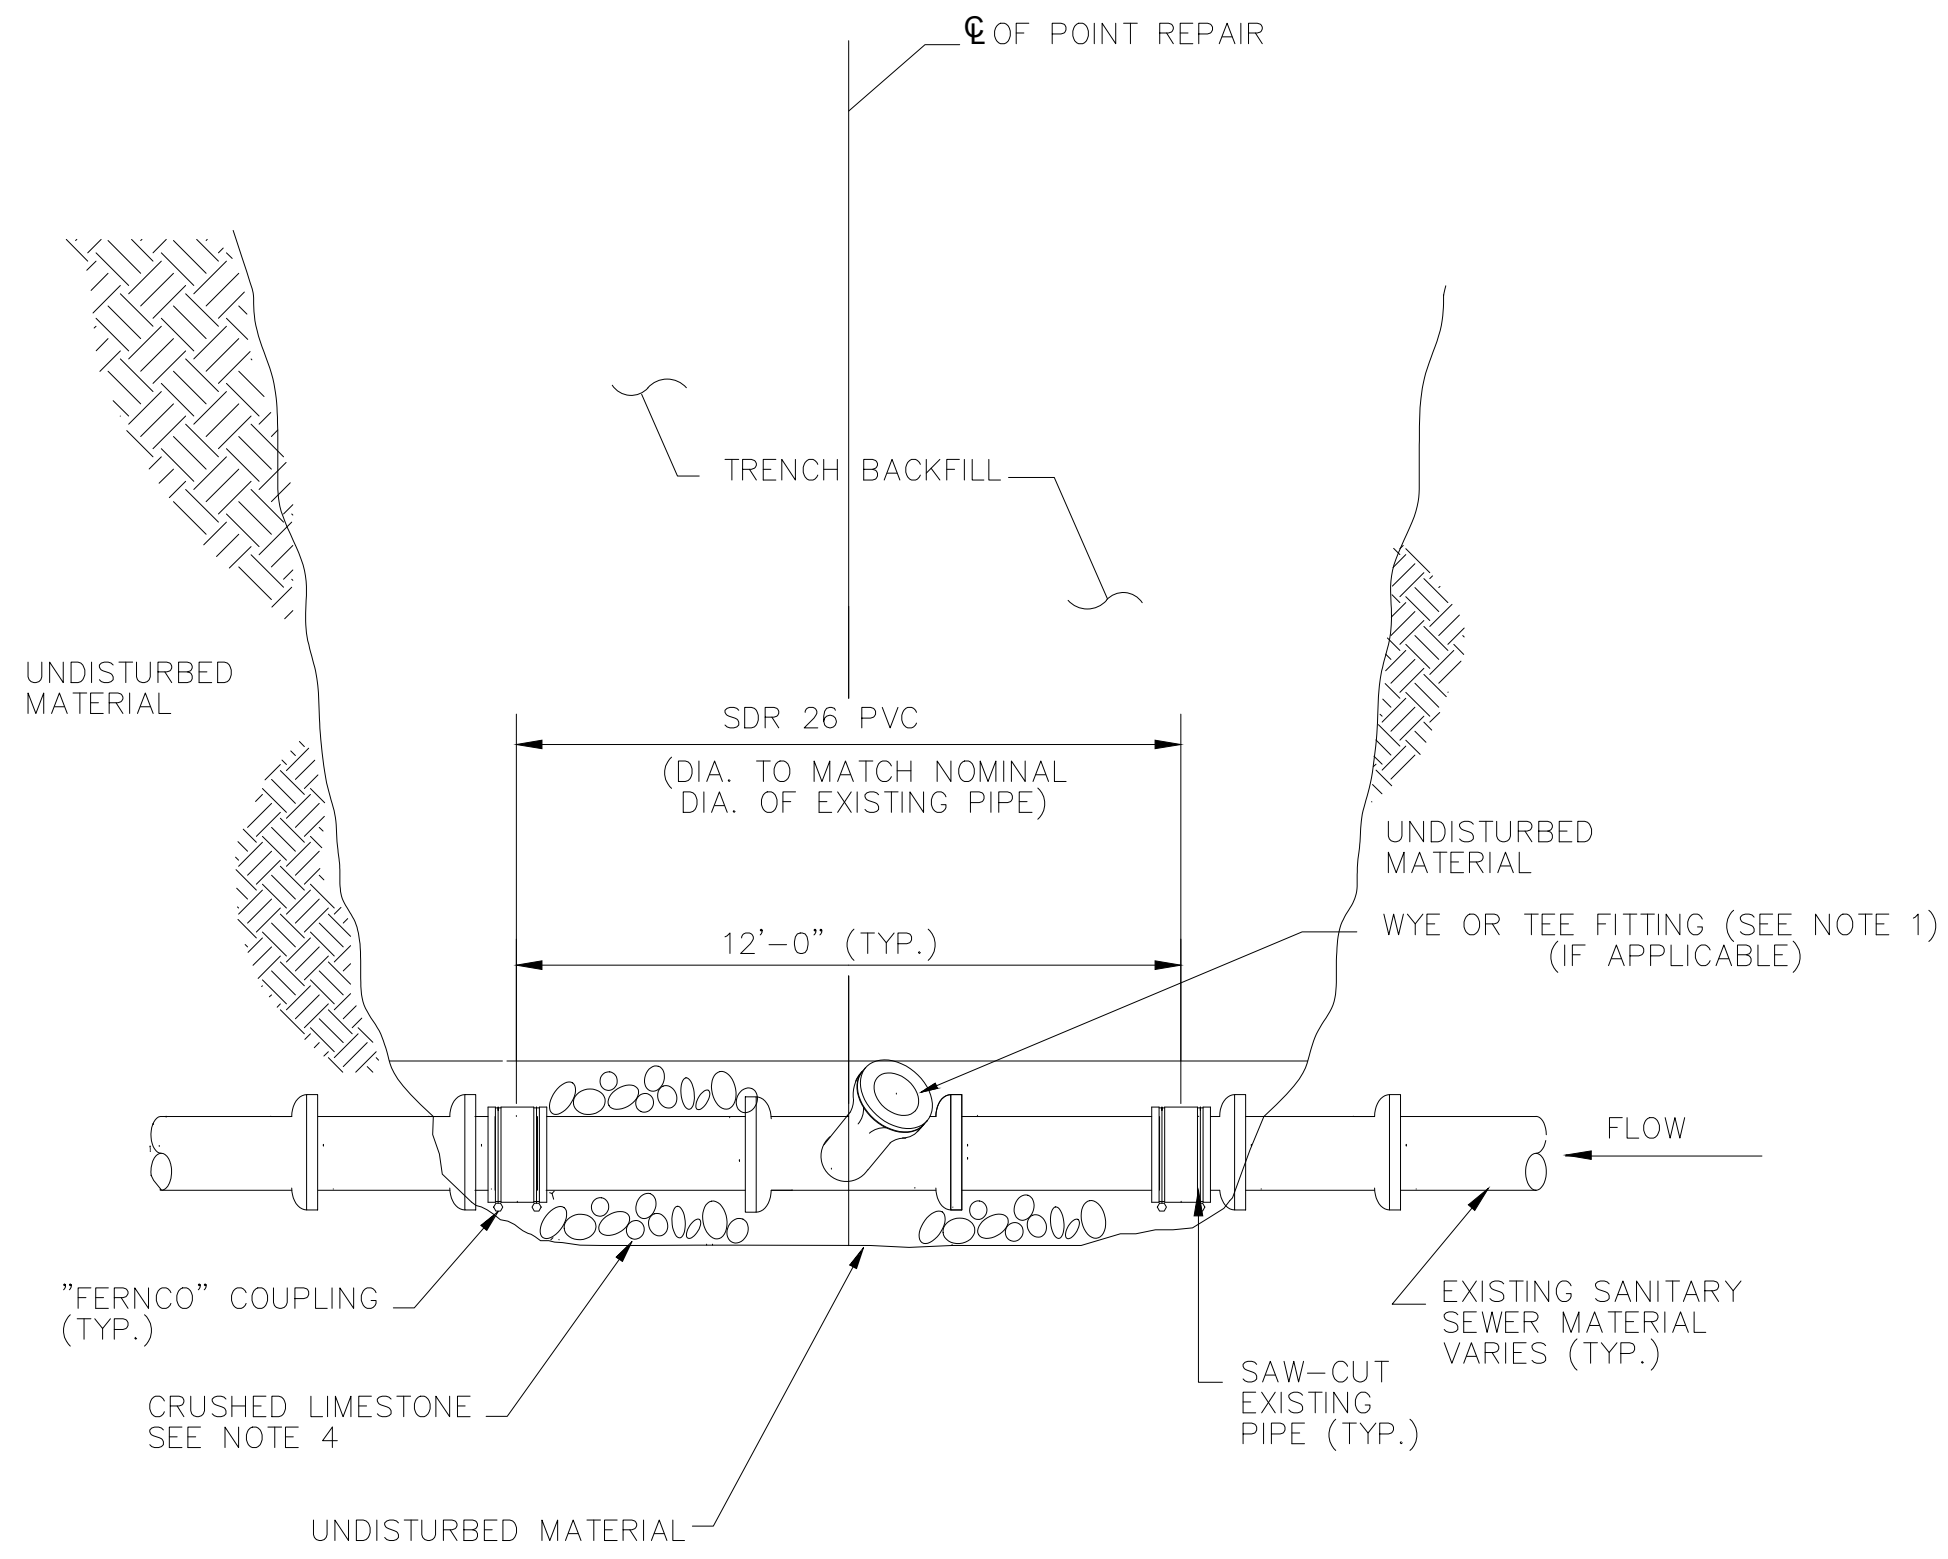 ℄ OF POINT REPAIR
TRENCH BACKFILL
UNDISTURBED
MATERIAL
SDR 26 PVC
(DIA. TO MATCH NOMINAL
DIA. OF EXISTING PIPE)
UNDISTURBED
MATERIAL
WYE OR TEE FITTING (SEE NOTE 1)
(IF APPLICABLE)
12'-0" (TYP.)
FLOW
"FERNCO" COUPLING
(TYP.)
EXISTING SANITARY
SEWER MATERIAL
VARIES (TYP.)
SAW-CUT
EXISTING
PIPE (TYP.)
CRUSHED LIMESTONE
SEE NOTE 4
UNDISTURBED MATERIAL